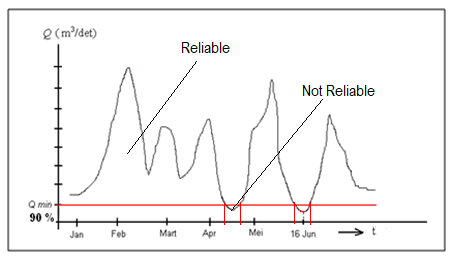 Q (m³/det)
Reliable
Not Reliable
Q min
90 %
Jan Feb Mart Apr Mei 16 Jun t